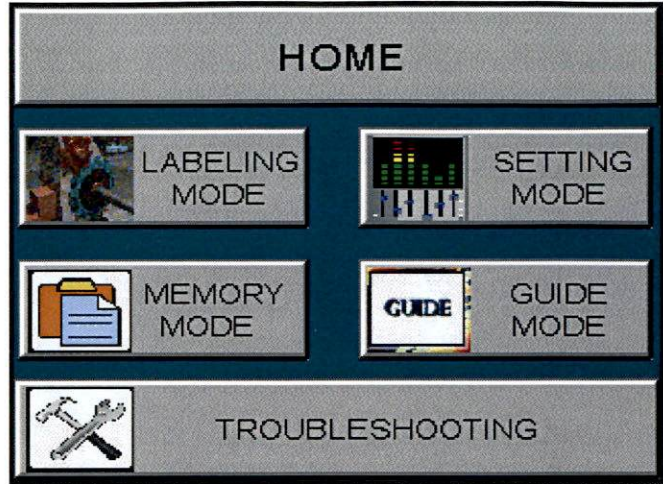 HOME
LABELING
MODE
SETTING
MODE
MEMORY
MODE
GUIDE
GUIDE
MODE
TROUBLESHOOTING